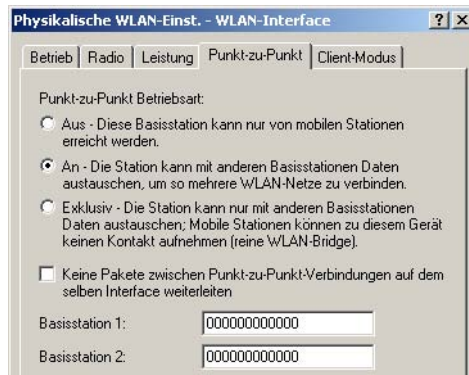 Physikalische WLAN-Einst. - WLAN-Interface
Betrieb Radio Leistung Punkt-zu-Punkt Client-Modus
Punkt-zu-Punkt Betriebsart:
Aus - Diese Basisstation kann nur von mobilen Stationen
erreicht werden.
An - Die Station kann mit anderen Basisstationen Daten
austauschen, um so mehrere WLAN-Netze zu verbinden.
Exklusiv - Die Station kann nur mit anderen Basisstationen
Daten austauschen; Mobile Stationen können zu diesem Gerät
keinen Kontakt aufnehmen (reine WLAN-Bridge).
Keine Pakete zwischen Punkt-zu-Punkt-Verbindungen auf dem
selben Interface weiterleiten
Basisstation 1: 000000000000
Basisstation 2: 000000000000